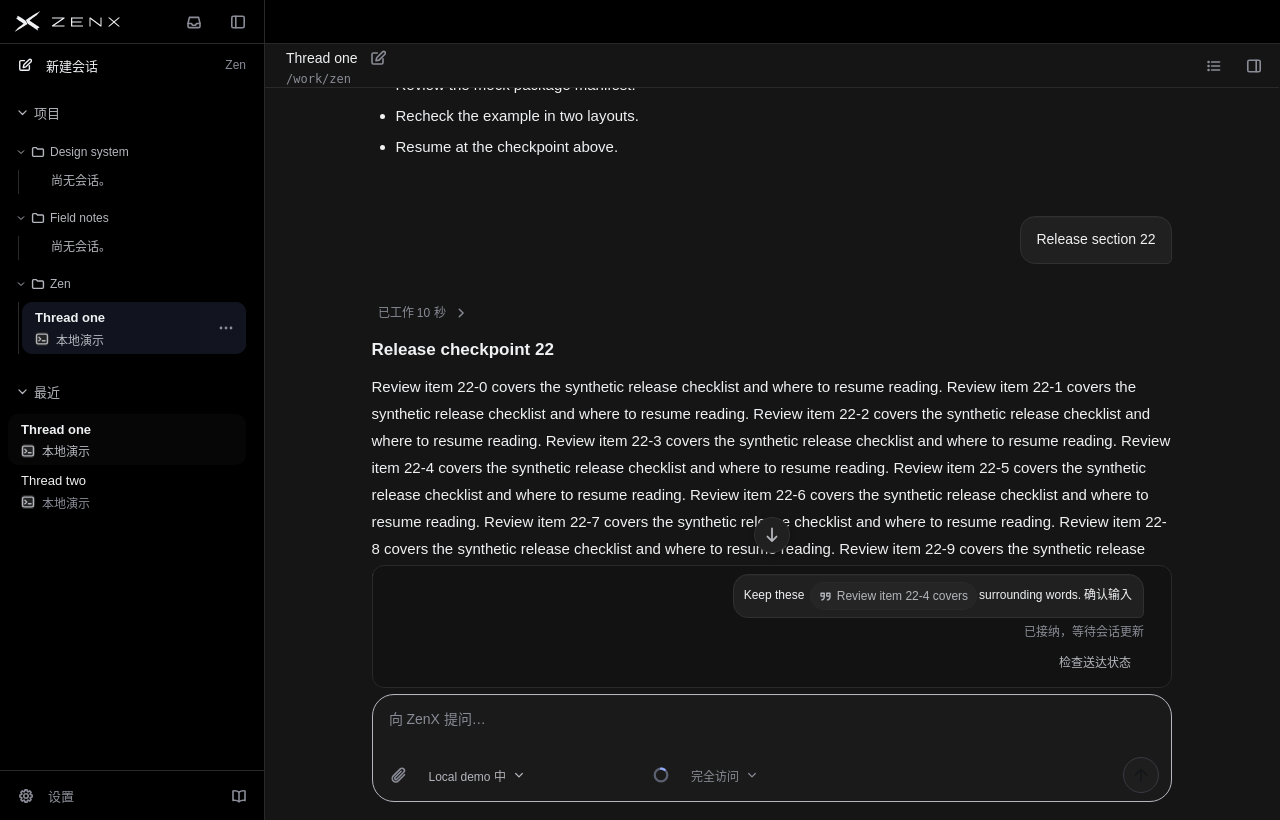 ZENX
新建会话
Zen
项目
Design system
尚无会话。
Field notes
尚无会话。
Zen
Thread one
本地演示
最近
Thread one
本地演示
Thread two
本地演示
设置
Thread one
/work/zen
Review the mock package manifest.
Recheck the example in two layouts.
Resume at the checkpoint above.
Release section 22
已工作 10 秒
Release checkpoint 22
Review item 22-0 covers the synthetic release checklist and where to resume reading. Review item 22-1 covers the
synthetic release checklist and where to resume reading. Review item 22-2 covers the synthetic release checklist and
where to resume reading. Review item 22-3 covers the synthetic release checklist and where to resume reading. Review
item 22-4 covers the synthetic release checklist and where to resume reading. Review item 22-5 covers the synthetic
release checklist and where to resume reading. Review item 22-6 covers the synthetic release checklist and where to
resume reading. Review item 22-7 covers the synthetic release checklist and where to resume reading. Review item 22-
8 covers the synthetic release checklist and where to resume reading. Review item 22-9 covers the synthetic release
Keep these Review item 22-4 covers surrounding words. 确认输入
已接纳，等待会话更新
检查送达状态
向 ZenX 提问…
Local demo 中
完全访问